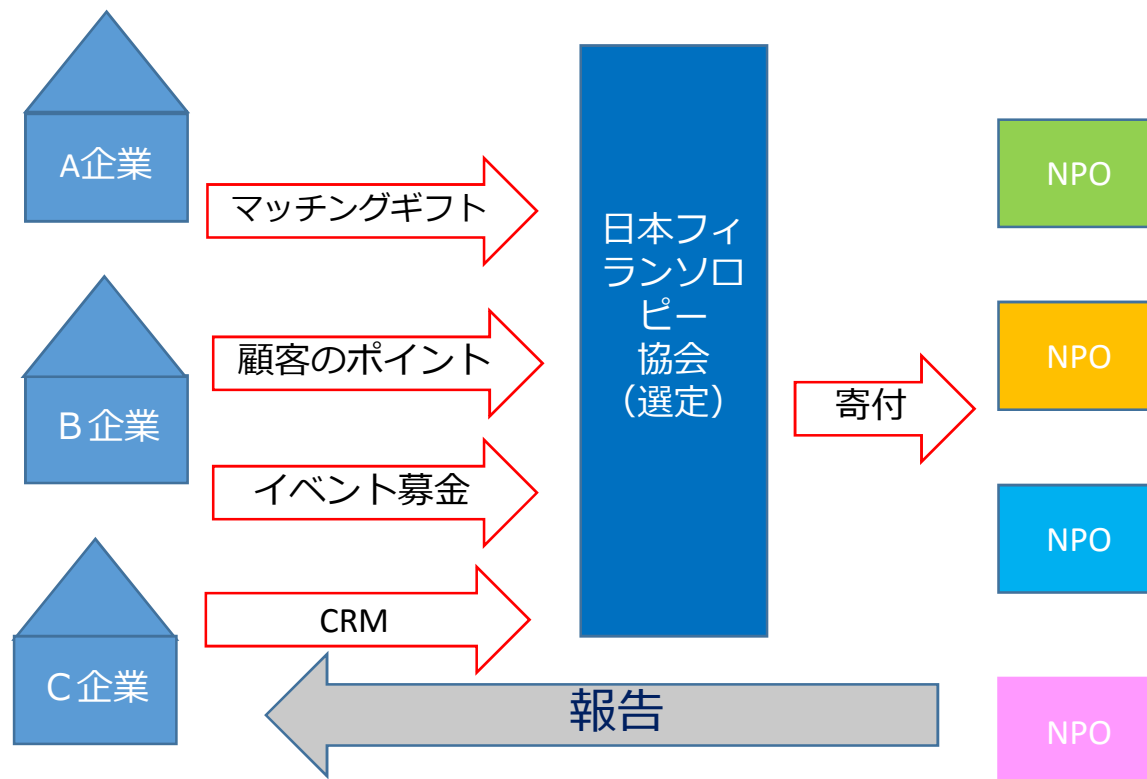 A企業
マッチングギフト
日本フィ
ランソロ
ピー
協会
（選定）
NPO
B企業
顧客のポイント
イベント募金
寄付
NPO
NPO
C企業
CRM
報告
NPO